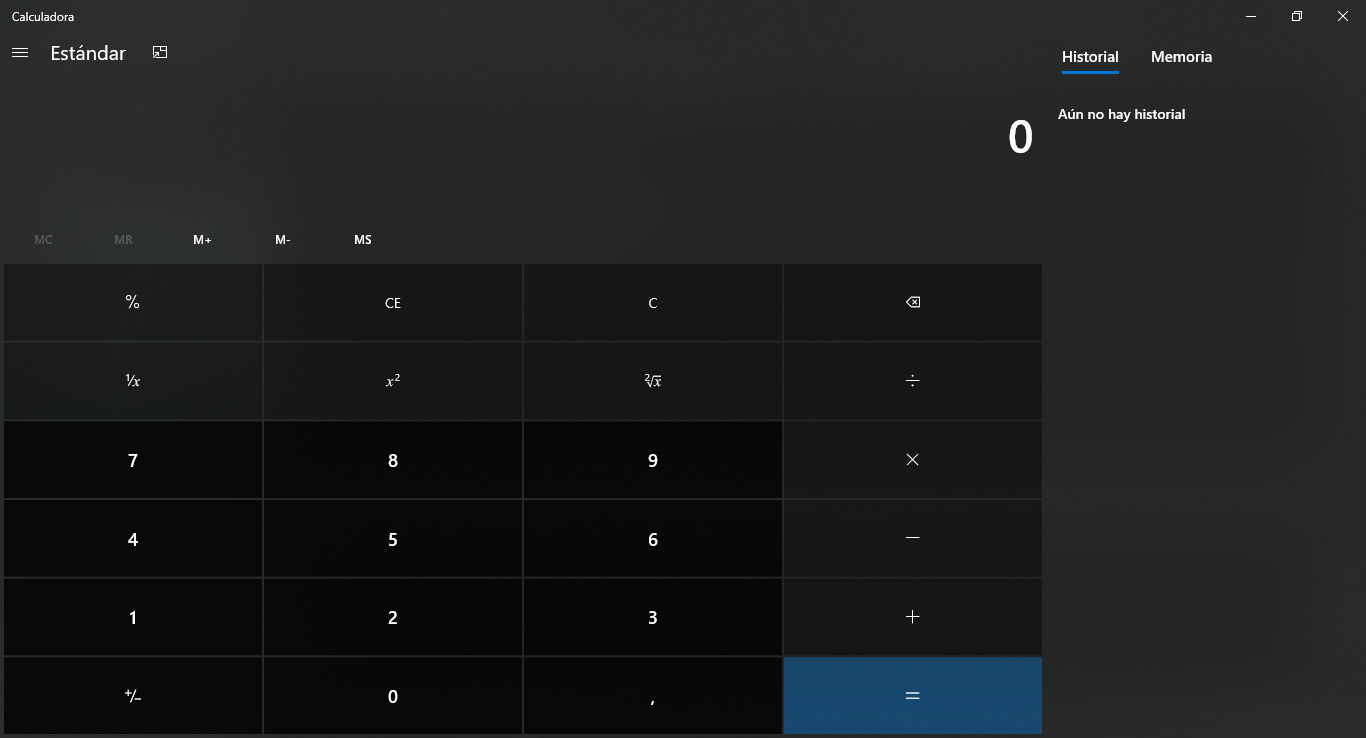 Calculadora
Estándar
Historial Memoria
Aún no hay historial
0
MC MR M+ M- MS
% CE C
¹/x x² ²√x ÷
7 8 9 ×
4 5 6 −
1 2 3 +
+/− 0 , =